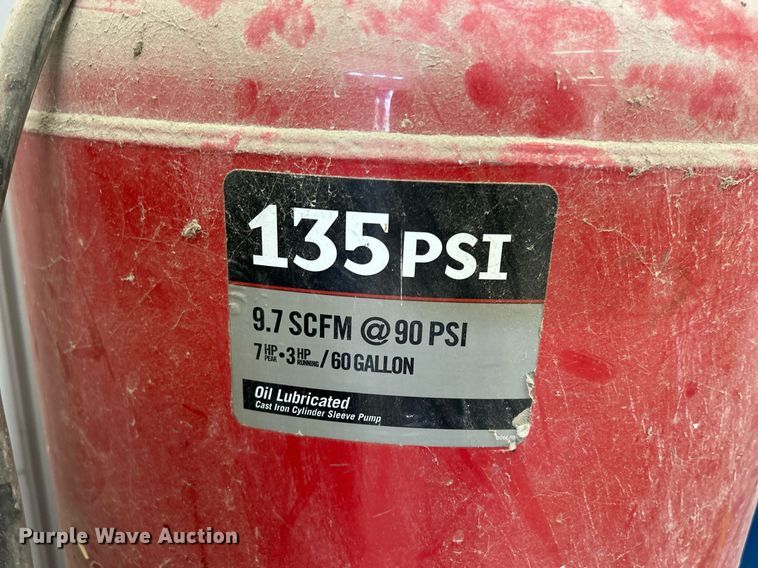 135 PSI
9.7 SCFM @ 90 PSI
7 HP PEAK • 3 HP RUNNING / 60 GALLON
Oil Lubricated
Cast Iron Cylinder Sleeve Pump
Purple Wave Auction